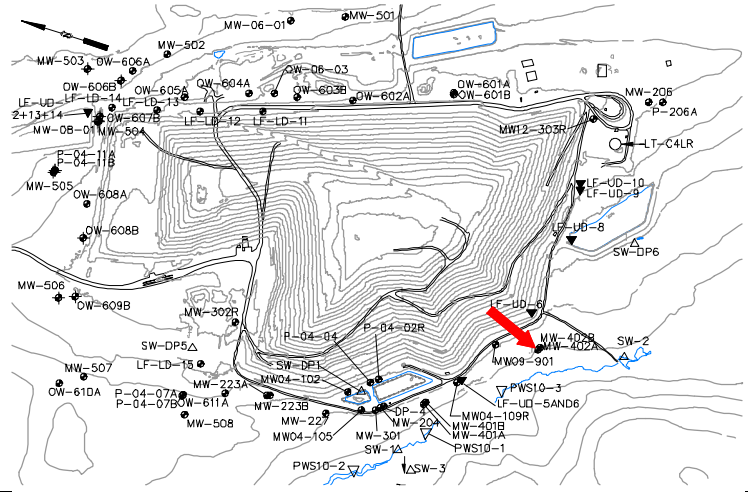 MW-06-01
MW-501
MW-503
OW-606A
MW-502
OW-06-03
OW-606B
OW-605A
OW-604A
OW-603B
OW-602A
OW-601A
OW-601B
MW-206
P-206A
LF-UD-
LF-LD-14
LF-LD-13
2+13+14
OW-607B
LF-LD-12
LF-LD-11
MW-08-01
MW-504
MW12-303R
LT-C4LR
P-04-11A
P-04-11B
MW-505
LF-UD-10
LF-UD-9
OW-608A
LF-UD-8
OW-608B
SW-DP6
MW-506
OW-609B
MW-302R
LF-UD-6
P-04-04
P-04-02R
MW-402B
MW-402A
SW-2
SW-DP5
MW09-901
LF-LD-15
SW-DP1
MW-507
MW04-102
MW-223A
PWS10-3
OW-610A
P-04-07A
P-04-07B
OW-611A
MW-223B
LF-UD-5AND6
DP-4
MW04-109R
MW-508
MW-227
MW-204
MW-401B
MW-401A
MW04-105
MW-301
SW-1
PWS10-1
PWS10-2
SW-3